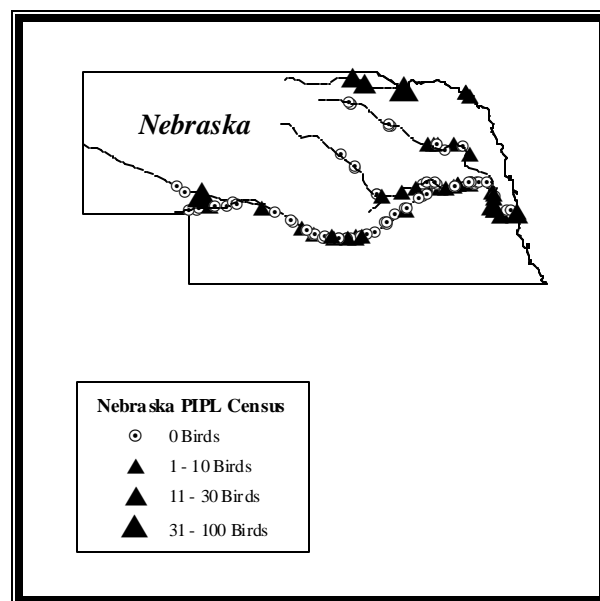 Nebraska
Nebraska PIPL Census
0 Birds
1 - 10 Birds
11 - 30 Birds
31 - 100 Birds